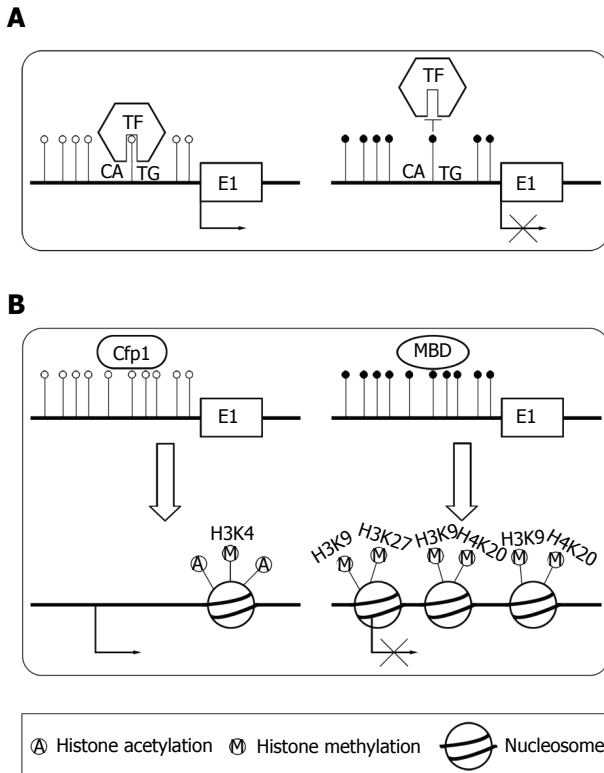 A
TF
TF
CA TG
E1
CA TG
E1
B
Cfp1
MBD
E1
E1
H3K4
A
M
A
H3K9
H3K27
H3K9
H4K20
H3K9
H4K20
M
M
M
M
M
M
A Histone acetylation M Histone methylation Nucleosome